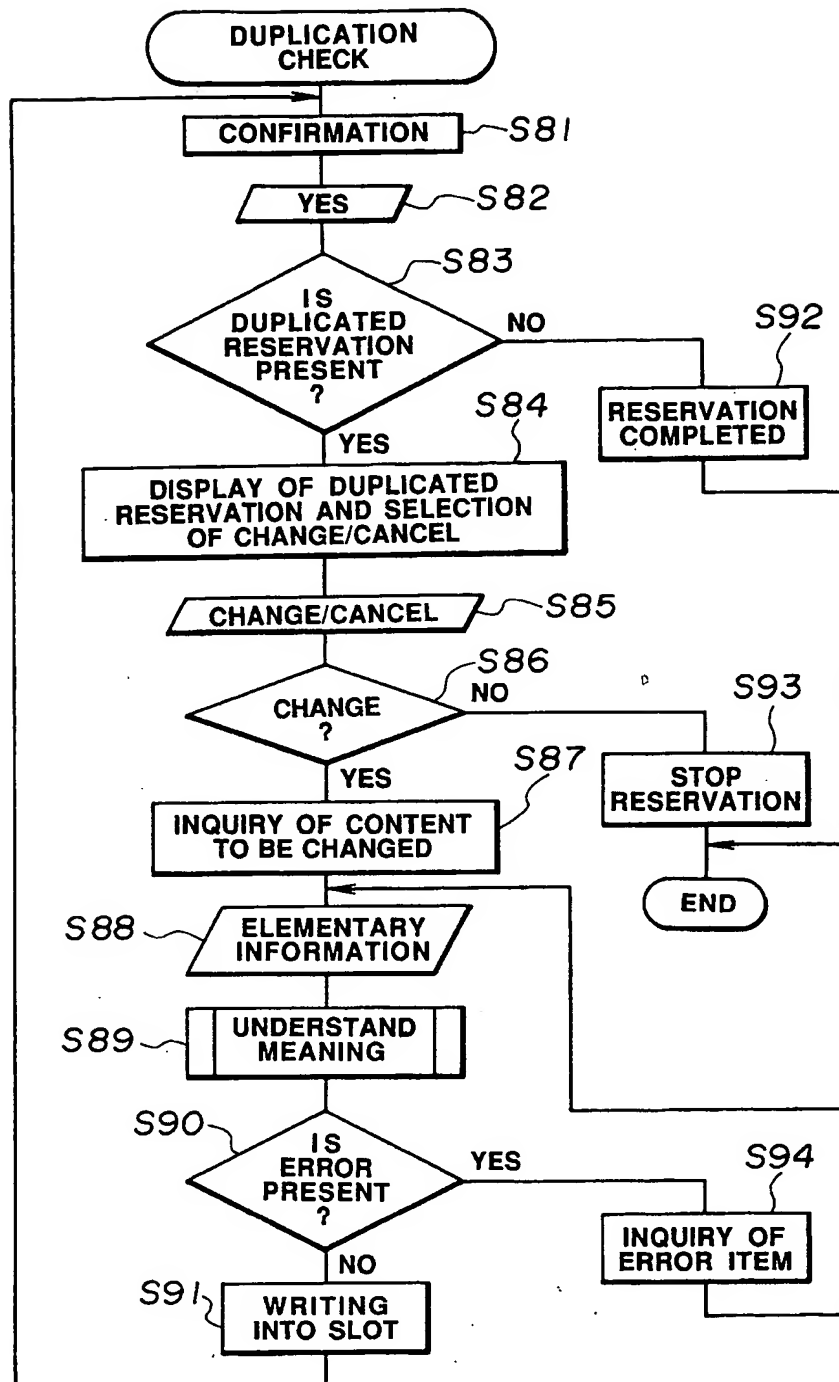 DUPLICATION
CHECK
CONFIRMATION
S81
YES
S82
S83
IS
DUPLICATED
RESERVATION
PRESENT
?
NO
S92
RESERVATION
COMPLETED
YES
S84
DISPLAY OF DUPLICATED
RESERVATION AND SELECTION
OF CHANGE/CANCEL
CHANGE/CANCEL
S85
S86
CHANGE
?
NO
S93
STOP
RESERVATION
YES
S87
INQUIRY OF CONTENT
TO BE CHANGED
END
S88
ELEMENTARY
INFORMATION
S89
UNDERSTAND
MEANING
S90
IS
ERROR
PRESENT
?
YES
S94
INQUIRY OF
ERROR ITEM
NO
S91
WRITING
INTO SLOT